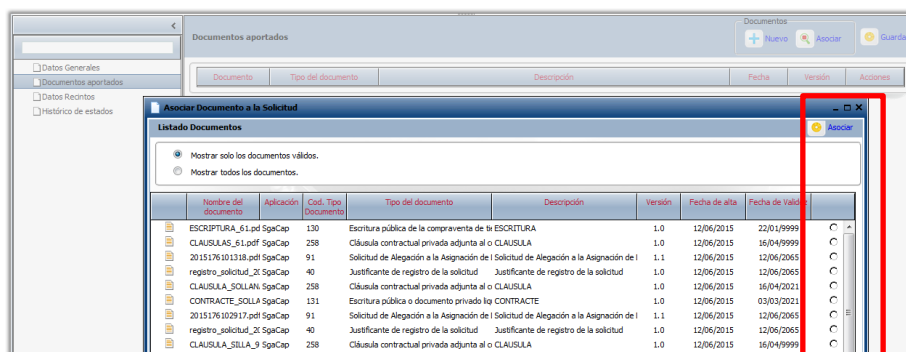 Documentos
Documentos aportados
Nuevo Asociar Guarda
Datos Generales
Documentos aportados
Datos Recintos
Histórico de estados
Documento Tipo del documento Descripción Fecha Versión Acciones
Asociar Documento a la Solicitud
Listado Documentos Asociar
Mostrar solo los documentos válidos.
Mostrar todos los documentos.
Nombre del documento Aplicación Cod. Tipo Documento Tipo del documento Descripción Versión Fecha de alta Fecha de Validez
ESCRIPTURA_61.pd SgaCap 130 Escritura pública de la compraventa de ti ESCRITURA 1.0 12/06/2015 22/01/9999
CLAUSULAS_61.pdf SgaCap 258 Cláusula contractual privada adjunta al o CLAUSULA 1.0 12/06/2015 16/04/9999
2015176101318.pdf SgaCap 91 Solicitud de Alegación a la Asignación de l Solicitud de Alegación a la Asignación de l 1.1 12/06/2015 12/06/2065
registro_solicitud_20 SgaCap 40 Justificante de registro de la solicitud Justificante de registro de la solicitud 1.0 12/06/2015 12/06/2065
CLAUSULA_SOLLAN. SgaCap 258 Cláusula contractual privada adjunta al o CLAUSULA 1.0 12/06/2015 16/04/2021
CONTRACTE_SOLLA SgaCap 131 Escritura pública o documento privado liq CONTRACTE 1.0 12/06/2015 03/03/2021
2015176102917.pdf SgaCap 91 Solicitud de Alegación a la Asignación de l Solicitud de Alegación a la Asignación de l 1.1 12/06/2015 12/06/2065
registro_solicitud_20 SgaCap 40 Justificante de registro de la solicitud Justificante de registro de la solicitud 1.0 12/06/2015 12/06/2065
CLAUSULA_SILLA_9 SgaCap 258 Cláusula contractual privada adjunta al o CLAUSULA 1.0 12/06/2015 16/04/9999